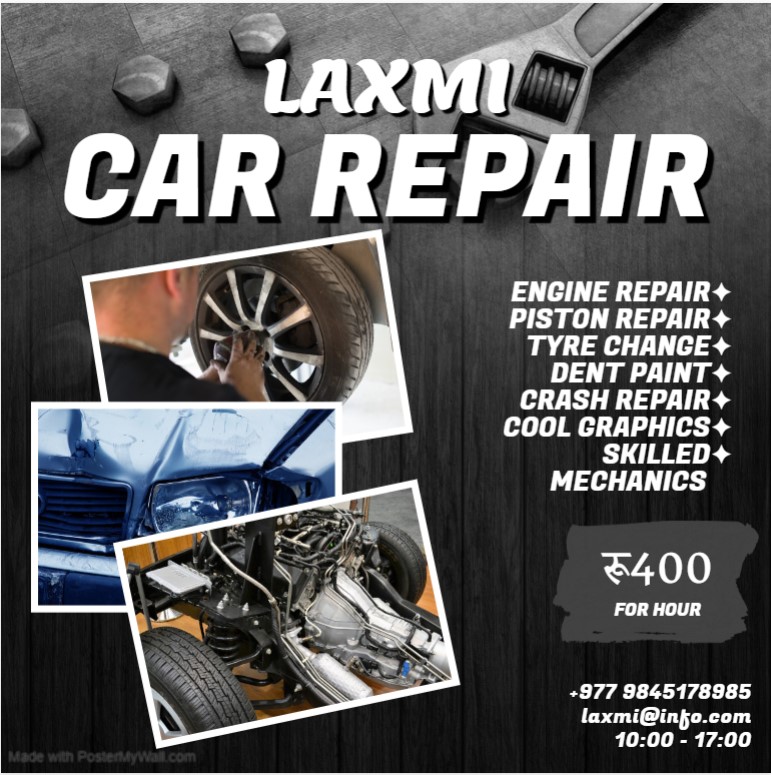 LAXMI
CAR REPAIR
ENGINE REPAIR✦
PISTON REPAIR✦
TYRE CHANGE✦
DENT PAINT✦
CRASH REPAIR✦
COOL GRAPHICS✦
SKILLED✦
MECHANICS
रू400
FOR HOUR
+977 9845178985
laxmi@info.com
10:00 - 17:00
Made with PosterMyWall.com